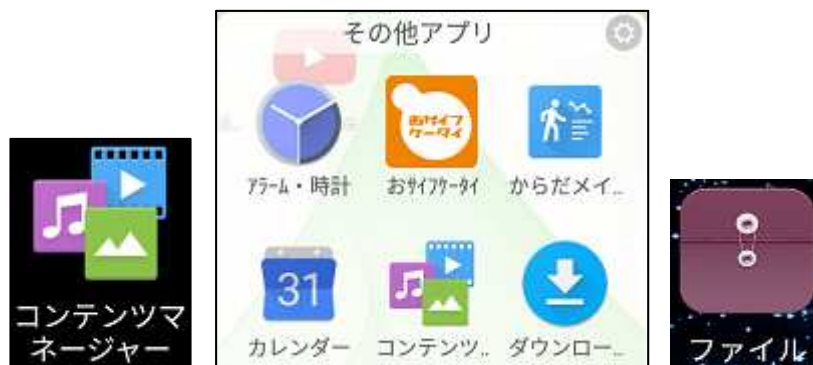 コンテンツマ
ネージャー
その他アプリ
おサイフ
ケータイ
ｱﾗｰﾑ・時計
おｻｲﾌｹｰﾀｲ
からだメイ..
31
カレンダー
コンテンツ..
ダウンロー..
ファイル